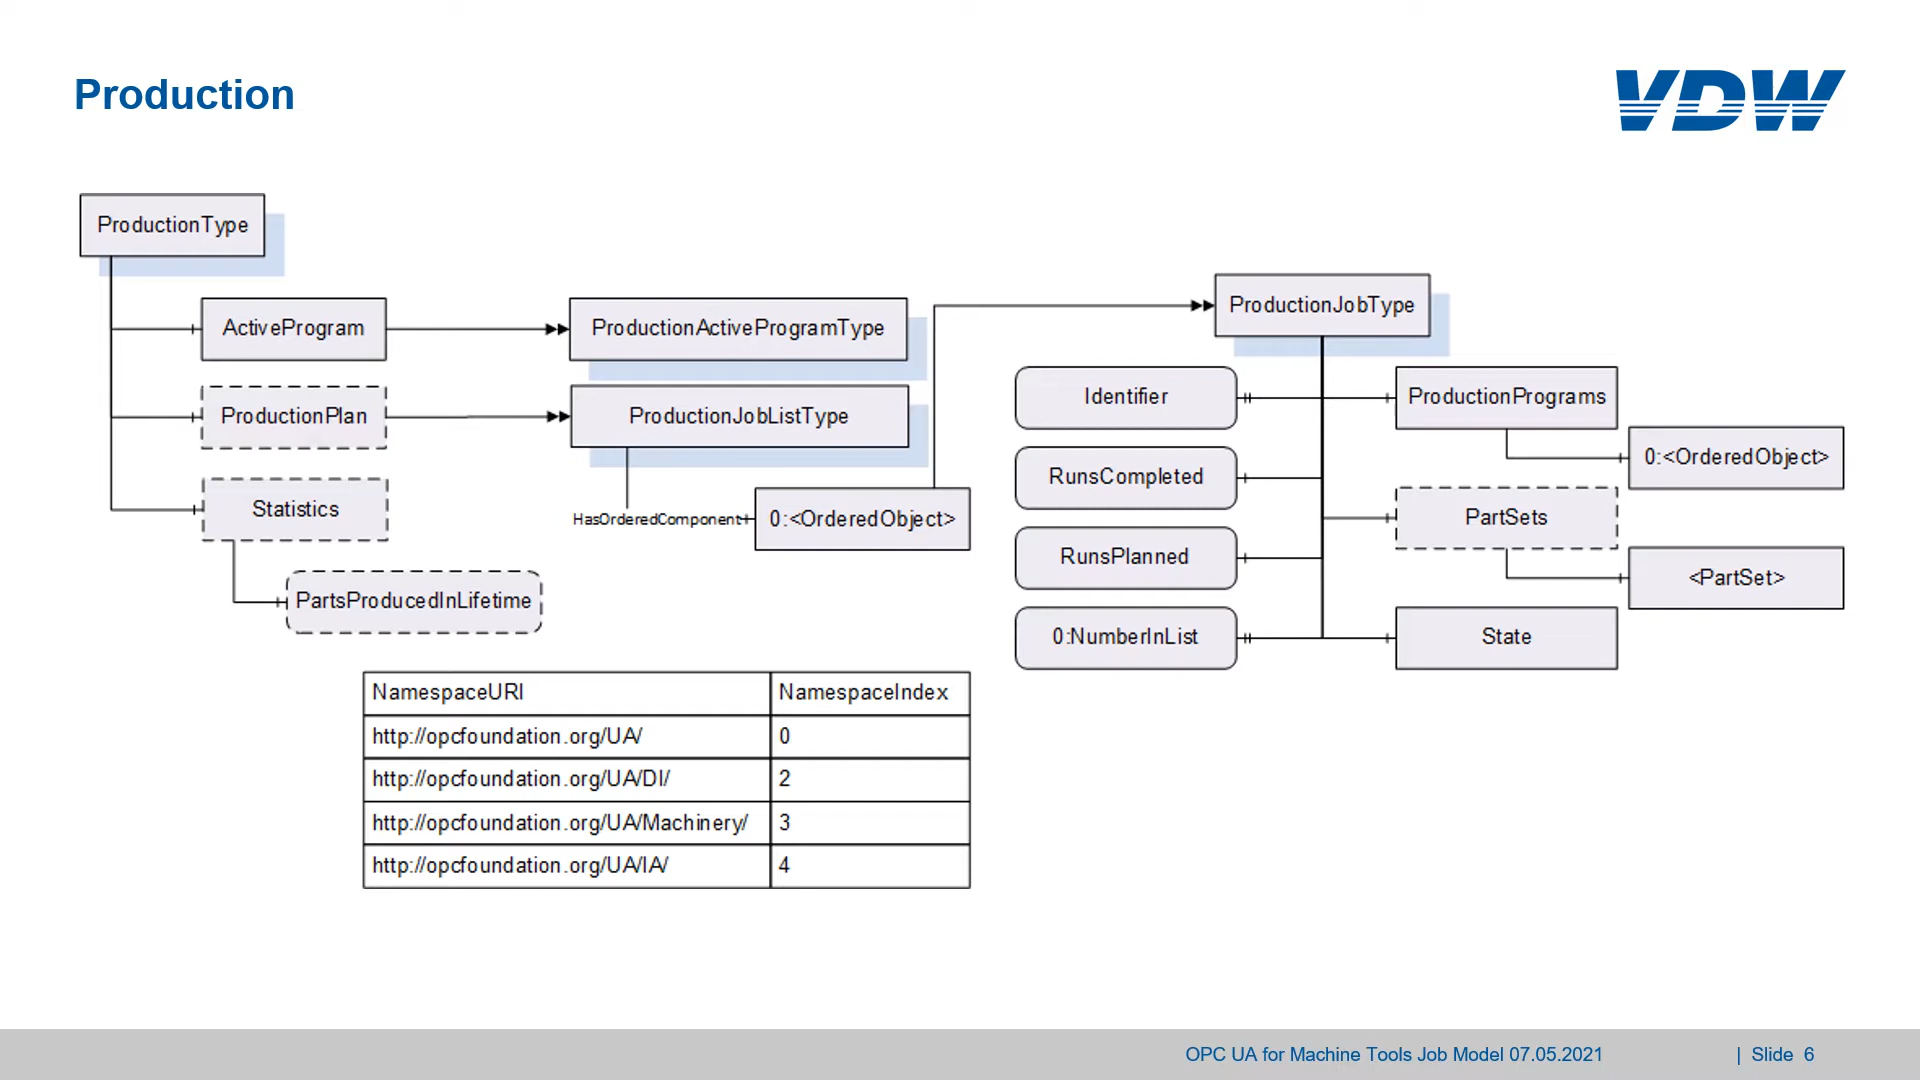 Production
VDW
ProductionType
ActiveProgram
ProductionActiveProgramType
ProductionPlan
ProductionJobListType
Statistics
HasOrderedComponent
0:<OrderedObject>
PartsProducedInLifetime
ProductionJobType
Identifier
ProductionPrograms
0:<OrderedObject>
RunsCompleted
PartSets
RunsPlanned
<PartSet>
0:NumberInList
State
NamespaceURI NamespaceIndex
http://opcfoundation.org/UA/ 0
http://opcfoundation.org/UA/DI/ 2
http://opcfoundation.org/UA/Machinery/ 3
http://opcfoundation.org/UA/IA/ 4
OPC UA for Machine Tools Job Model 07.05.2021 | Slide 6